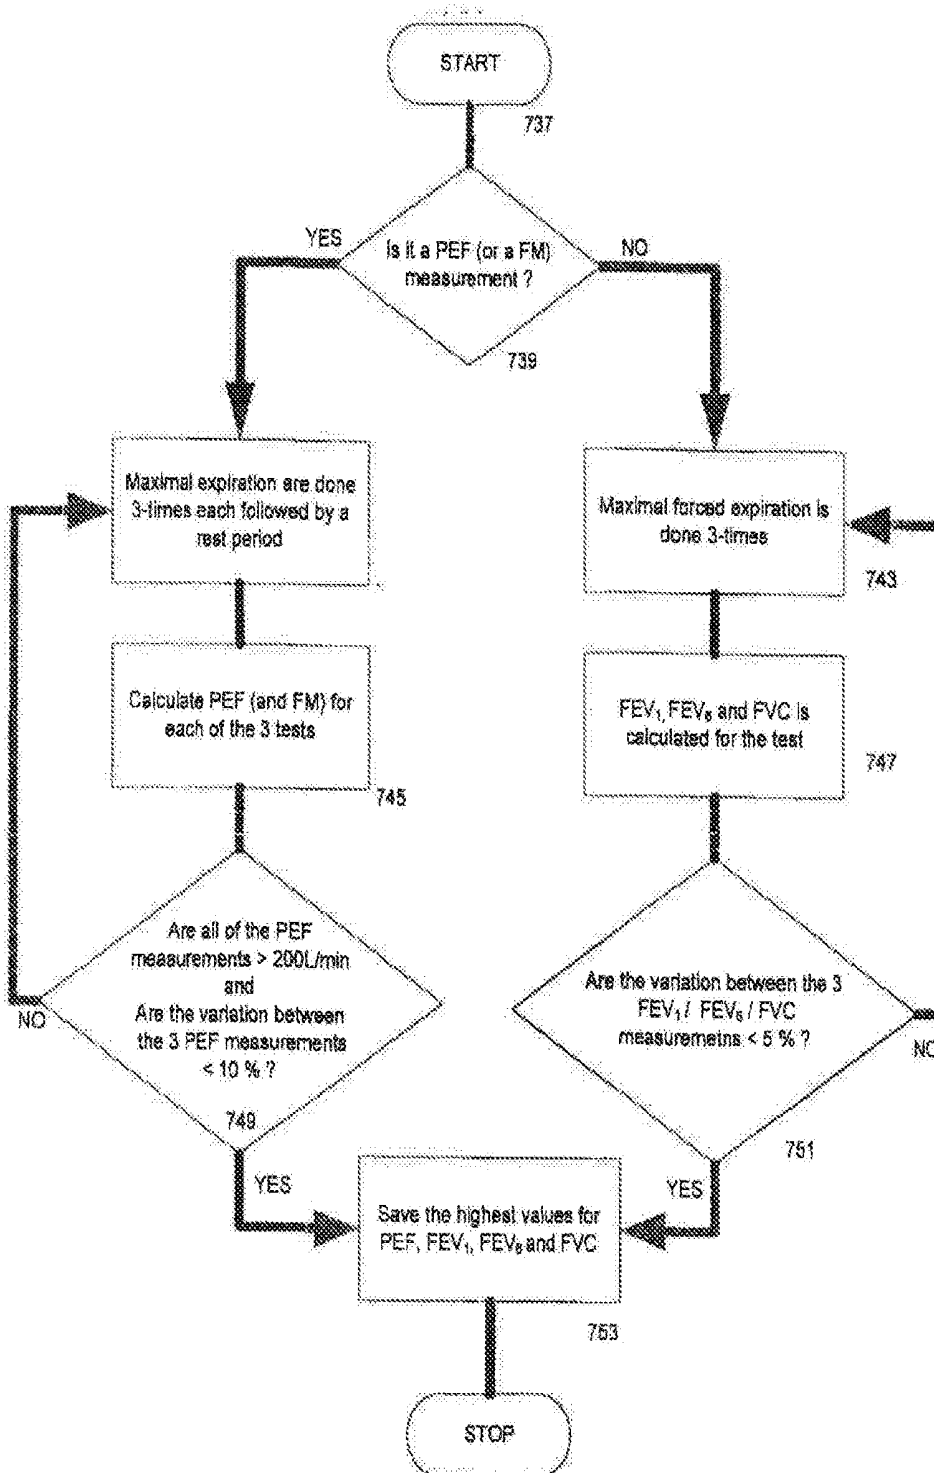 START
737
Is it a PEF (or a FM)
measurement ?
YES
NO
739
Maximal expiration are done
3-times each followed by a
rest period
Maximal forced expiration is
done 3-times
743
Calculate PEF (and FM) for
each of the 3 tests
745
FEV₁, FEV₆ and FVC is
calculated for the test
747
Are all of the PEF
measurements > 200L/min
and
Are the variation between
the 3 PEF measurements
< 10 % ?
NO
749
YES
Are the variation between the 3
FEV₁ / FEV₆ / FVC
measuremetns < 5 % ?
NO
751
YES
Save the highest values for
PEF, FEV₁, FEV₆ and FVC
753
STOP